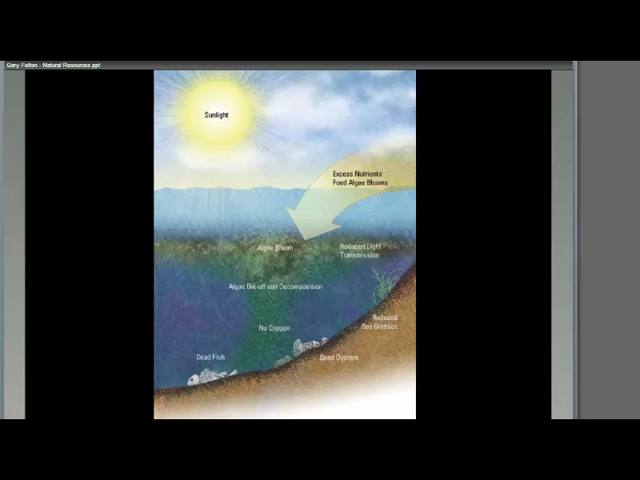 Gary Felton - Natural Resources.ppt
Sunlight
Excess Nutrients
Feed Algae Blooms
Algae Bloom
Reduced Light
Transmission
Algae Die-off and Decomposition
Reduced
Bay Grasses
No Oxygen
Dead Fish
Dead Oysters